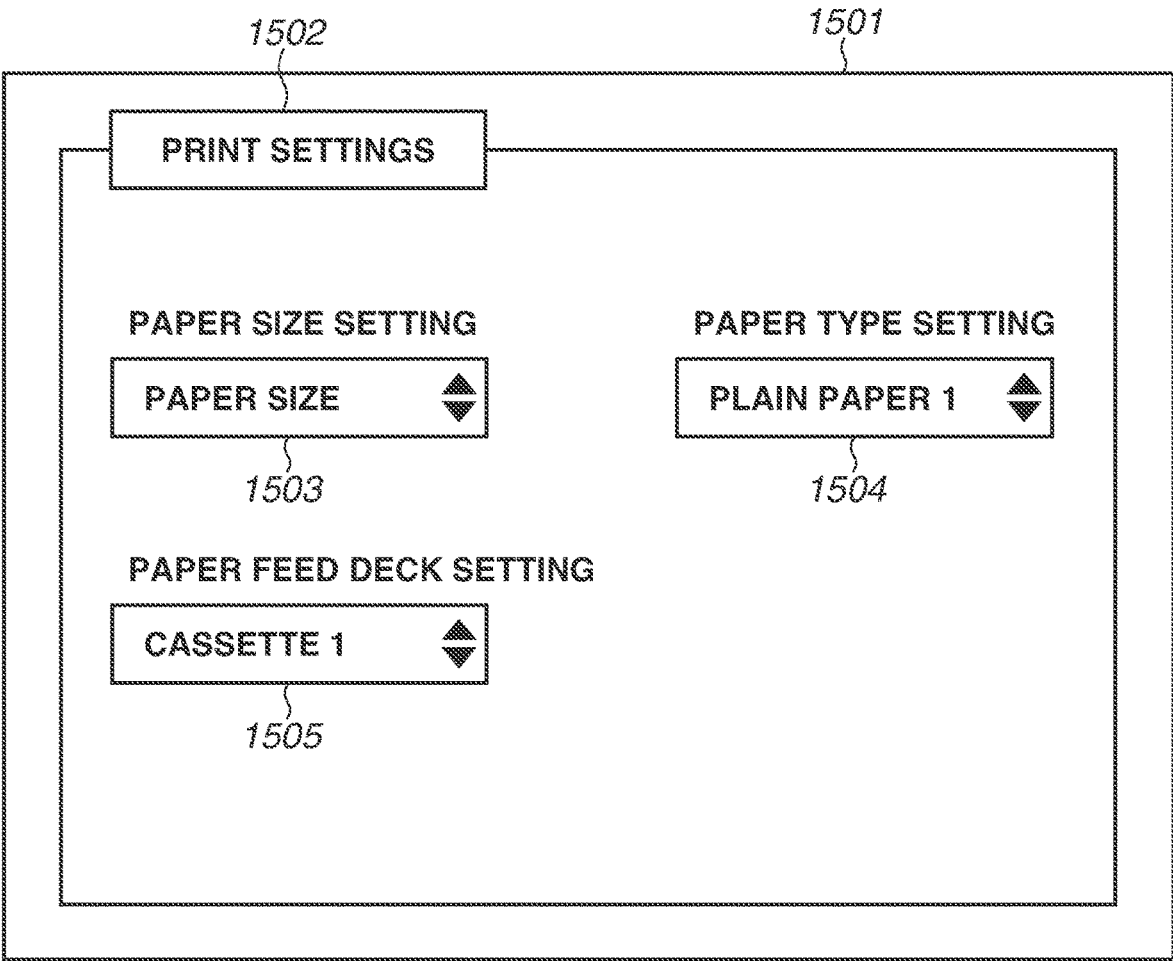 1502
1501
PRINT SETTINGS
PAPER SIZE SETTING
PAPER TYPE SETTING
PAPER SIZE
PLAIN PAPER 1
1503
1504
PAPER FEED DECK SETTING
CASSETTE 1
1505